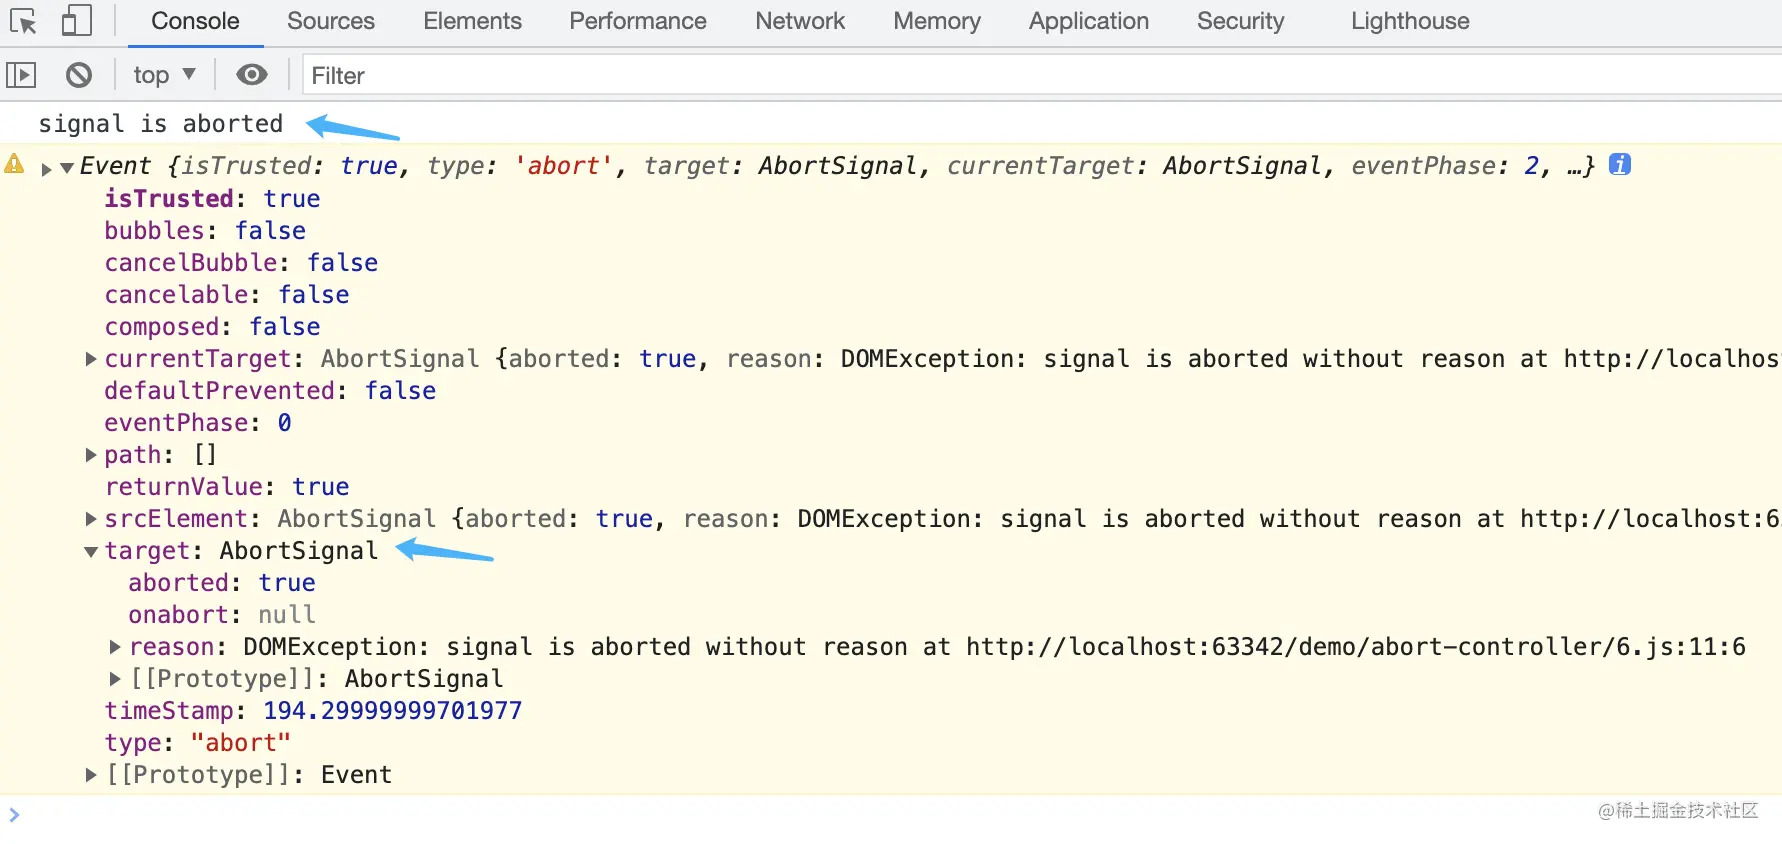 Console Sources Elements Performance Network Memory Application Security Lighthouse
top Filter
signal is aborted
Event {isTrusted: true, type: 'abort', target: AbortSignal, currentTarget: AbortSignal, eventPhase: 2, …} i
isTrusted: true
bubbles: false
cancelBubble: false
cancelable: false
composed: false
currentTarget: AbortSignal {aborted: true, reason: DOMException: signal is aborted without reason at http://localhos
defaultPrevented: false
eventPhase: 0
path: []
returnValue: true
srcElement: AbortSignal {aborted: true, reason: DOMException: signal is aborted without reason at http://localhost:6
target: AbortSignal
aborted: true
onabort: null
reason: DOMException: signal is aborted without reason at http://localhost:63342/demo/abort-controller/6.js:11:6
[[Prototype]]: AbortSignal
timeStamp: 194.29999999701977
type: "abort"
[[Prototype]]: Event
@稀土掘金技术社区